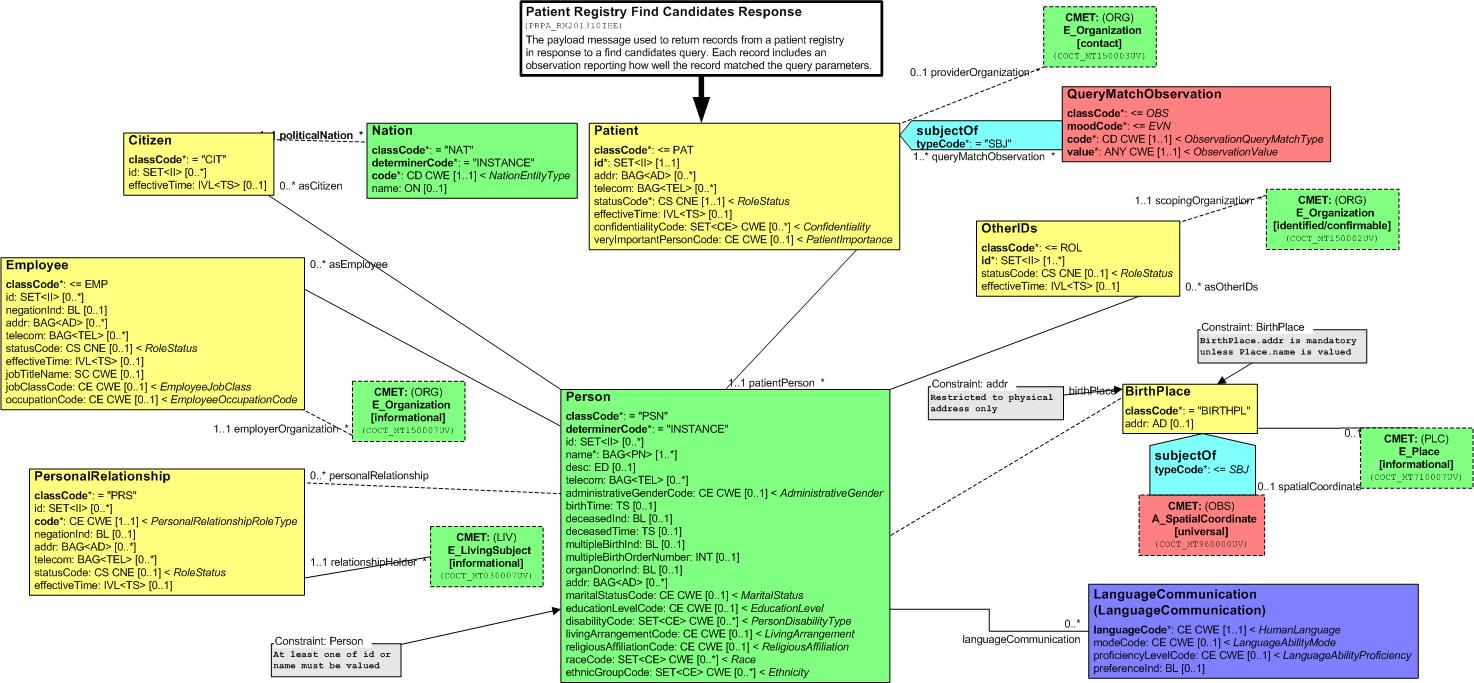 Patient Registry Find Candidates Response
(PRPA_RM201310IHE)
The payload message used to return records from a patient registry
in response to a find candidates query. Each record includes an
observation reporting how well the record matched the query parameters.
CMET: (ORG)
E_Organization
[contact]
(COCT_MT150003UV)
0..1 providerOrganization
QueryMatchObservation
classCode*: <= OBS
moodCode*: <= EVN
code*: CD CWE [1..1] < ObservationQueryMatchType
value*: ANY CWE [1..1] < ObservationValue
subjectOf
typeCode*: = "SBJ"
1..* queryMatchObservation *
Citizen
classCode*: = "CIT"
id: SET<II> [0..*]
effectiveTime: IVL<TS> [0..1]
1..1 politicalNation *
0..* asCitizen
Nation
classCode*: = "NAT"
determinerCode*: = "INSTANCE"
code*: CD CWE [1..1] < NationEntityType
name: ON [0..1]
Patient
classCode*: <= PAT
id*: SET<II> [1..*]
addr: BAG<AD> [0..*]
telecom: BAG<TEL> [0..*]
statusCode*: CS CNE [1..1] < RoleStatus
effectiveTime: IVL<TS> [0..1]
confidentialityCode: SET<CE> CWE [0..*] < Confidentiality
veryImportantPersonCode: CE CWE [0..1] < PatientImportance
1..1 scopingOrganization *
CMET: (ORG)
E_Organization
[identified/confirmable]
(COCT_MT150002UV)
OtherIDs
classCode*: <= ROL
id*: SET<II> [1..*]
statusCode: CS CNE [0..1] < RoleStatus
effectiveTime: IVL<TS> [0..1]
0..* asOtherIDs
Employee
classCode*: <= EMP
id: SET<II> [0..*]
negationInd: BL [0..1]
addr: BAG<AD> [0..*]
telecom: BAG<TEL> [0..*]
statusCode: CS CNE [0..1] < RoleStatus
effectiveTime: IVL<TS> [0..1]
jobTitleName: SC CWE [0..1]
jobClassCode: CE CWE [0..1] < EmployeeJobClass
occupationCode: CE CWE [0..1] < EmployeeOccupationCode
0..* asEmployee
1..1 employerOrganization *
CMET: (ORG)
E_Organization
[informational]
(COCT_MT150007UV)
Constraint: BirthPlace
BirthPlace.addr is mandatory
unless Place.name is valued
1..1 patientPerson *
Constraint: addr
Restricted to physical
address only
birthPlace
BirthPlace
classCode*: = "BIRTHPL"
addr: AD [0..1]
subjectOf
typeCode*: <= SBJ
0..1 spatialCoordinate
0..
CMET: (PLC)
E_Place
[informational]
(COCT_MT710007UV)
CMET: (OBS)
A_SpatialCoordinate
[universal]
(COCT_MT960000UV)
Person
classCode*: = "PSN"
determinerCode*: = "INSTANCE"
id: SET<II> [0..*]
name*: BAG<PN> [1..*]
desc: ED [0..1]
telecom: BAG<TEL> [0..*]
administrativeGenderCode: CE CWE [0..1] < AdministrativeGender
birthTime: TS [0..1]
deceasedInd: BL [0..1]
deceasedTime: TS [0..1]
multipleBirthInd: BL [0..1]
multipleBirthOrderNumber: INT [0..1]
organDonorInd: BL [0..1]
addr: BAG<AD> [0..*]
maritalStatusCode: CE CWE [0..1] < MaritalStatus
educationLevelCode: CE CWE [0..1] < EducationLevel
disabilityCode: SET<CE> CWE [0..*] < PersonDisabilityType
livingArrangementCode: CE CWE [0..1] < LivingArrangement
religiousAffiliationCode: CE CWE [0..1] < ReligiousAffiliation
raceCode: SET<CE> CWE [0..*] < Race
ethnicGroupCode: SET<CE> CWE [0..*] < Ethnicity
PersonalRelationship
classCode*: = "PRS"
id: SET<II> [0..*]
code*: CE CWE [1..1] < PersonalRelationshipRoleType
negationInd: BL [0..1]
addr: BAG<AD> [0..*]
telecom: BAG<TEL> [0..*]
statusCode: CS CNE [0..1] < RoleStatus
effectiveTime: IVL<TS> [0..1]
0..* personalRelationship
1..1 relationshipHolder *
CMET: (LIV)
E_LivingSubject
[informational]
(COCT_MT030007UV)
Constraint: Person
At least one of id or
name must be valued
0..*
languageCommunication
LanguageCommunication
(LanguageCommunication)
languageCode*: CE CWE [1..1] < HumanLanguage
modeCode: CE CWE [0..1] < LanguageAbilityMode
proficiencyLevelCode: CE CWE [0..1] < LanguageAbilityProficiency
preferenceInd: BL [0..1]